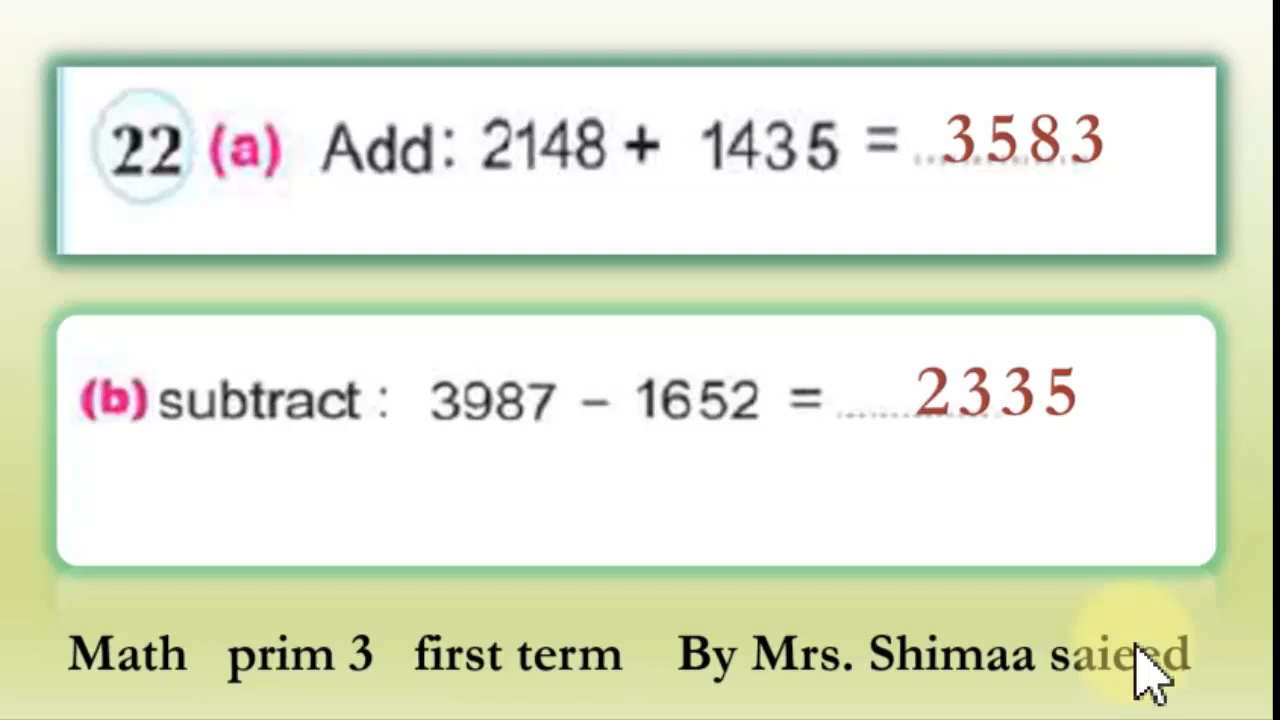 22 (a) Add: 2148 + 1435 = ..........3583
(b) subtract : 3987 – 1652 = ..........2335
Math prim 3 first term By Mrs. Shimaa saieed